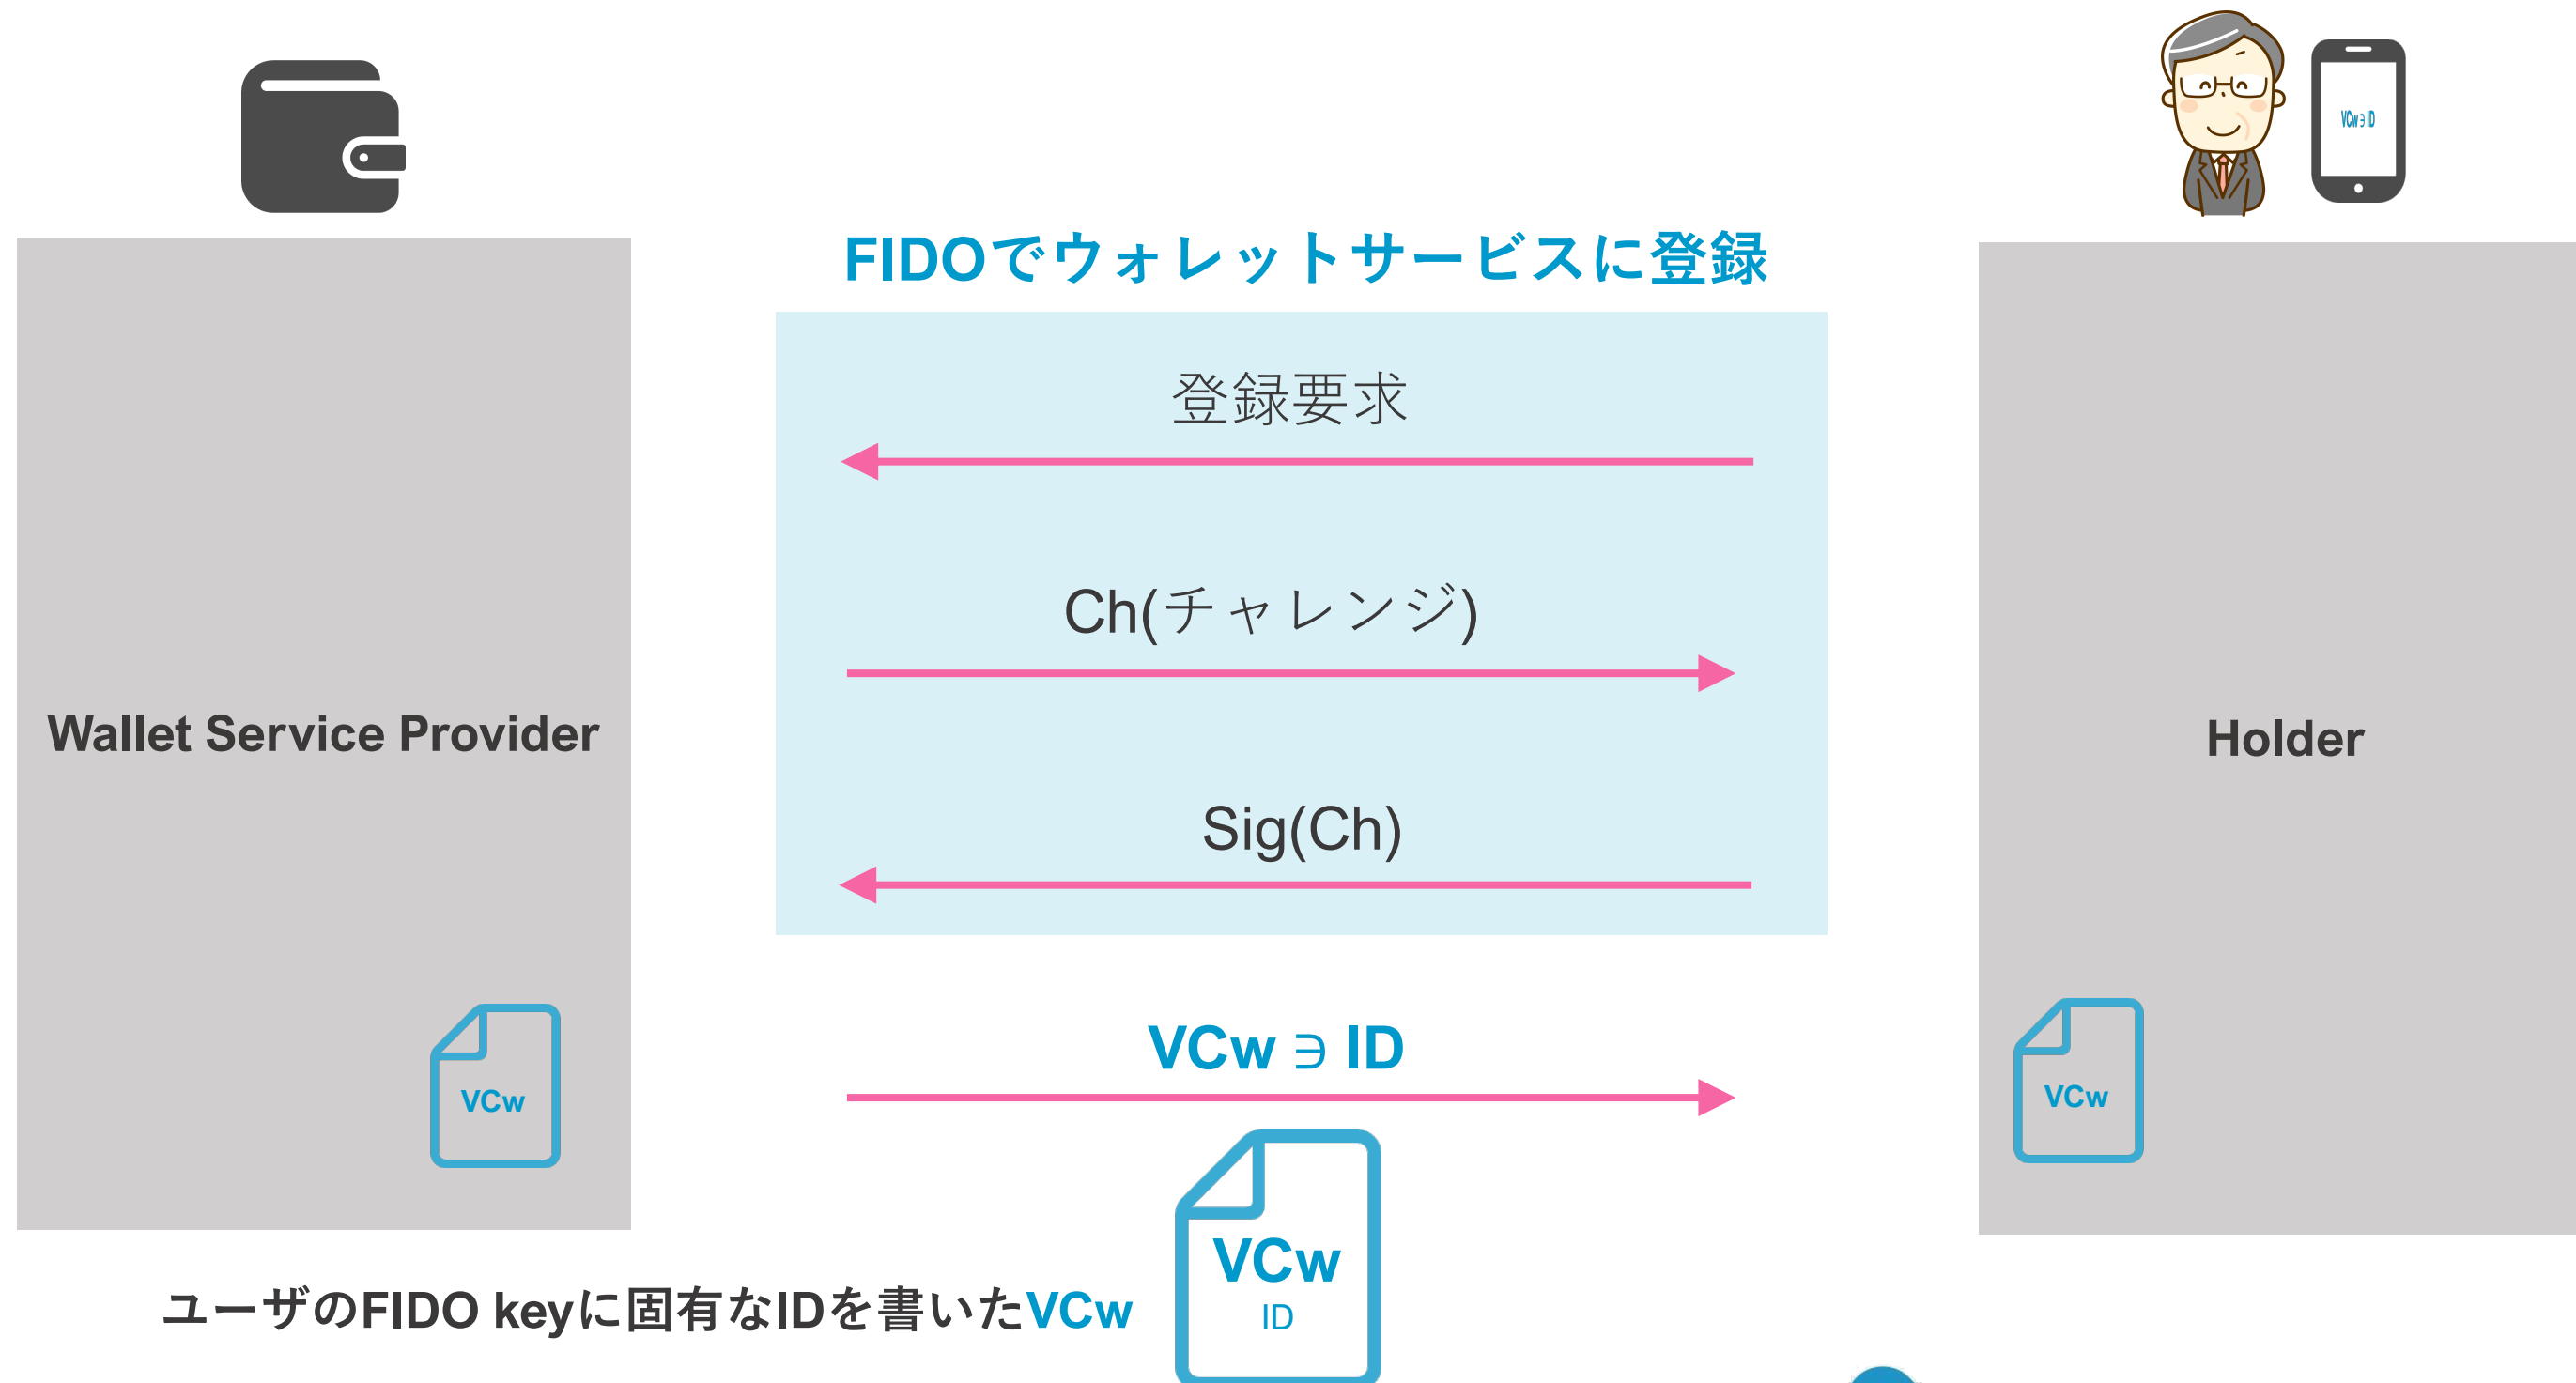 VCw∋ID
FIDOでウォレットサービスに登録
登録要求
Ch(チャレンジ)
Wallet Service Provider
Holder
Sig(Ch)
VCw ∋ ID
VCw
VCw
VCw
ID
ユーザのFIDO keyに固有なIDを書いたVCw